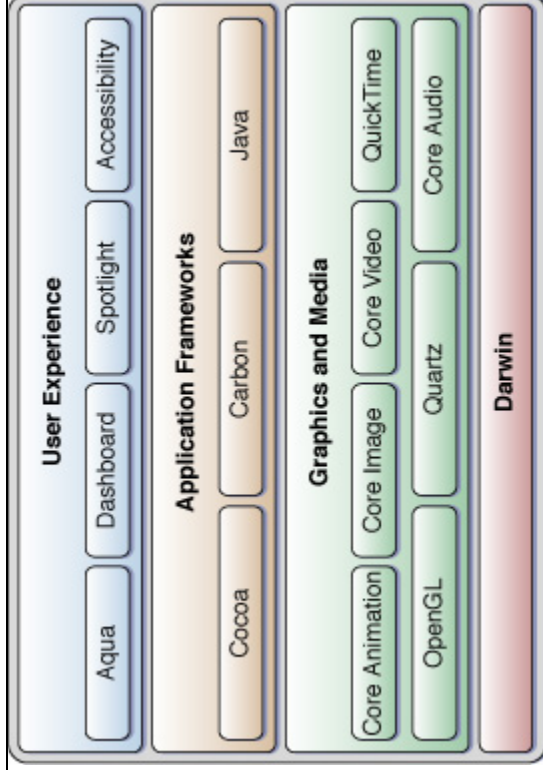 User Experience
Aqua Dashboard Spotlight Accessibility
Application Frameworks
Cocoa Carbon Java
Graphics and Media
Core Animation Core Image Core Video QuickTime
OpenGL Quartz Core Audio
Darwin